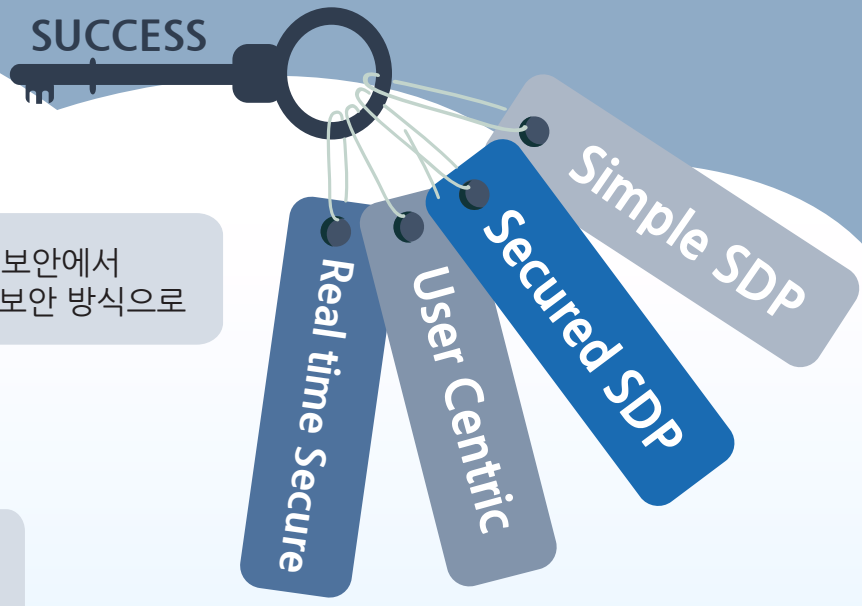 SUCCESS
보안에서
보안 방식으로
Real time Secure
User Centric
Secured SDP
Simple SDP